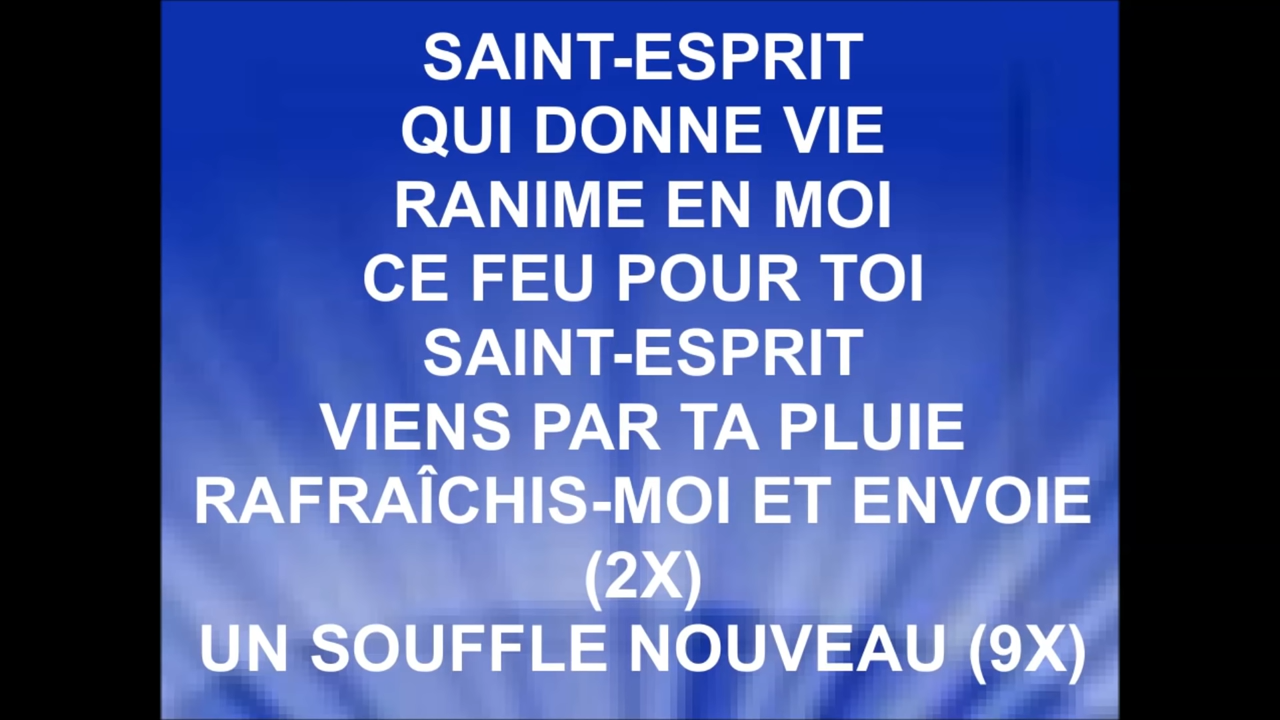 SAINT-ESPRIT
QUI DONNE VIE
RANIME EN MOI
CE FEU POUR TOI
SAINT-ESPRIT
VIENS PAR TA PLUIE
RAFRAÎCHIS-MOI ET ENVOIE
(2X)
UN SOUFFLE NOUVEAU (9X)